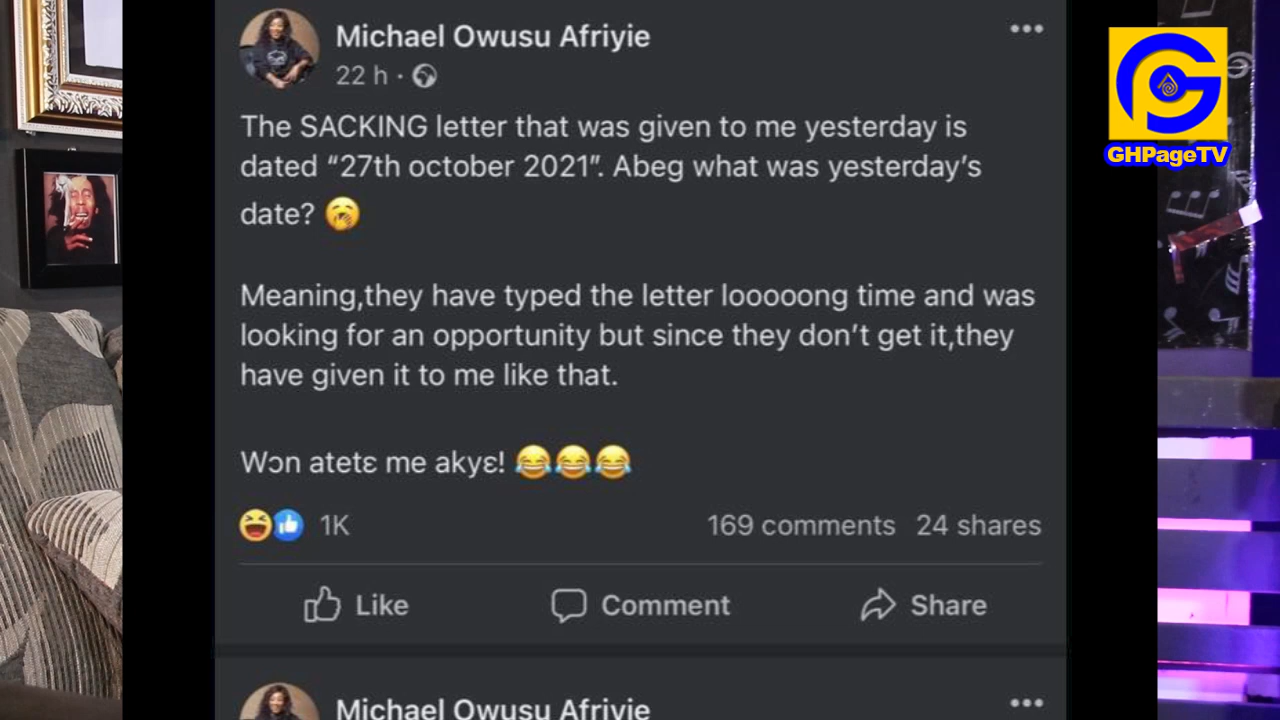 Michael Owusu Afriyie
22 h ·
GHPageTV
The SACKING letter that was given to me yesterday is
dated “27th october 2021”. Abeg what was yesterday’s
date? 🥱
Meaning,they have typed the letter looooong time and was
looking for an opportunity but since they don’t get it,they
have given it to me like that.
Wɔn atetɛ me akyɛ! 😂😂😂
1K
169 comments 24 shares
Like Comment Share
Michael Owusu Afriyie